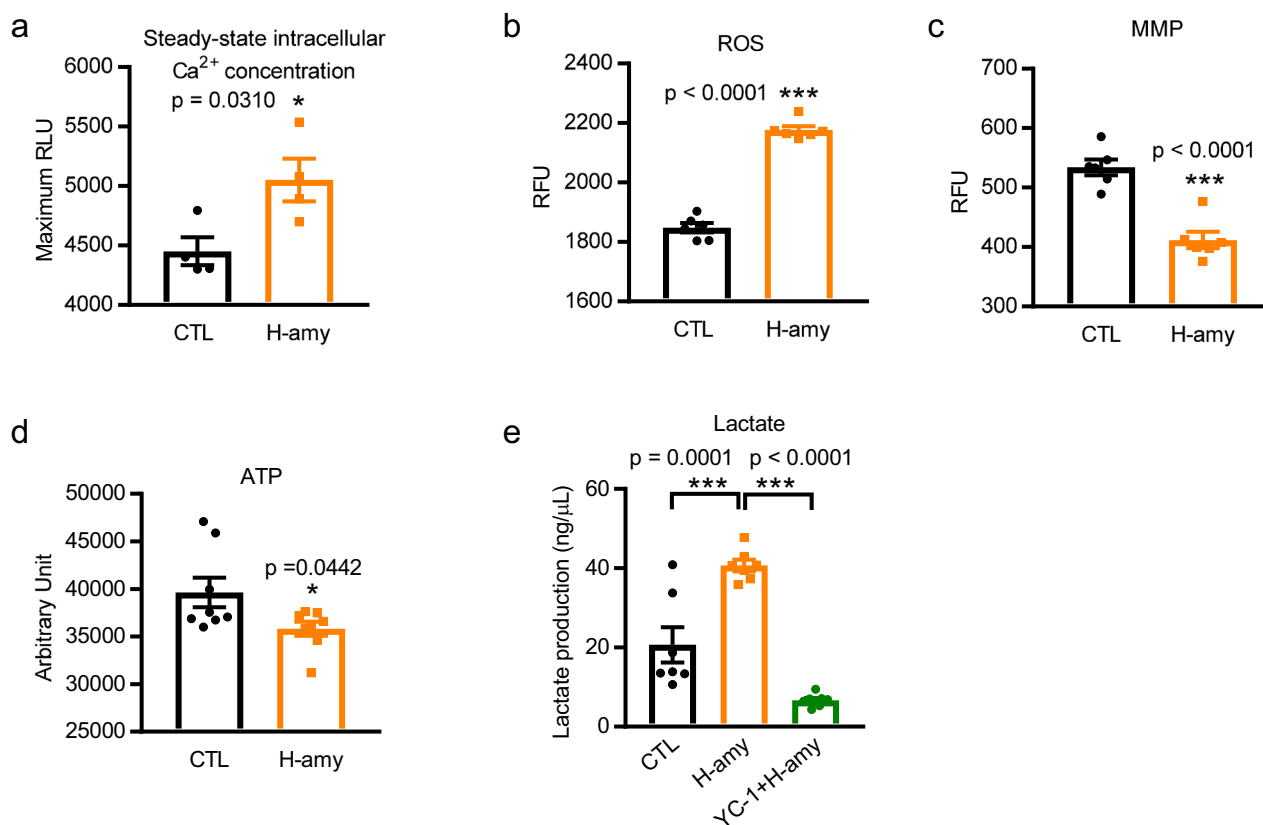 a
Steady-state intracellular
Ca²⁺ concentration
p = 0.0310
*
Maximum RLU
6000
5500
5000
4500
4000
CTL
H-amy
b
ROS
p < 0.0001
***
RFU
2400
2200
2000
1800
1600
CTL
H-amy
c
MMP
p < 0.0001
***
RFU
700
600
500
400
300
CTL
H-amy
d
ATP
p =0.0442
*
Arbitrary Unit
50000
45000
40000
35000
30000
25000
CTL
H-amy
e
Lactate
p = 0.0001
p < 0.0001
***
***
Lactate production (ng/μL)
60
40
20
0
CTL
H-amy
YC-1+H-amy